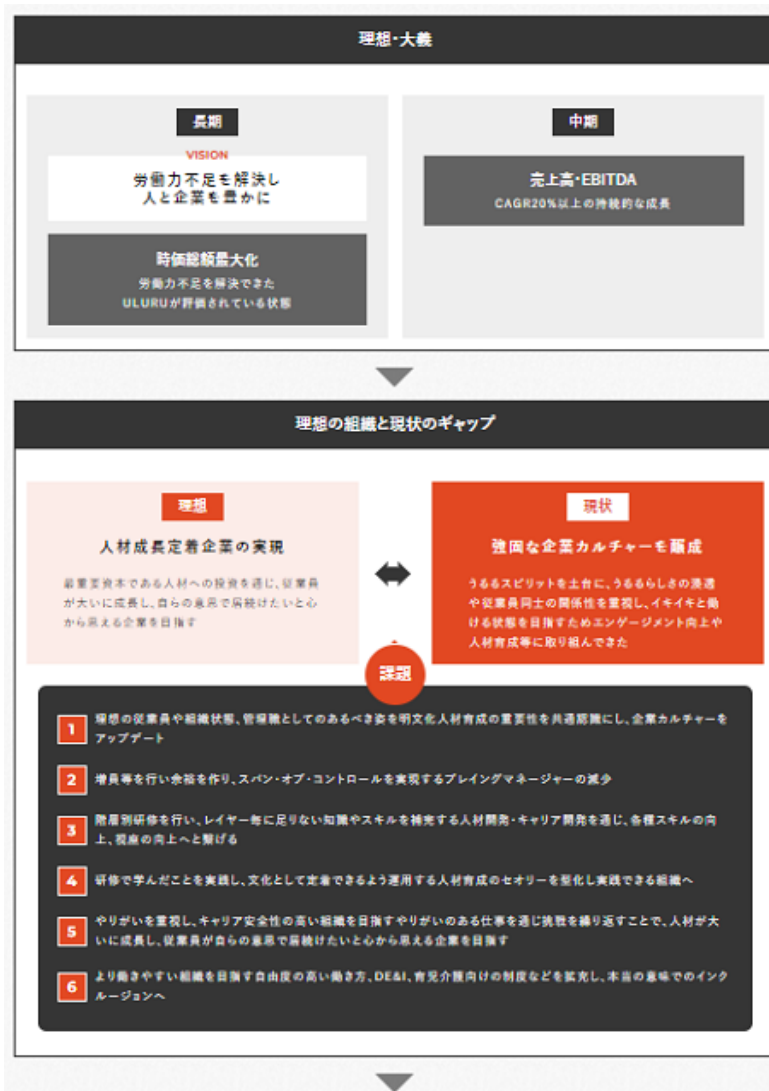 理想・大義
長期
VISION
労働力不足を解決し
人と企業を豊かに
時価総額最大化
労働力不足を解決できた
ULURUが評価されている状態
中期
売上高・EBITDA
CAGR20%以上の持続的な成長
理想の組織と現状のギャップ
理想
人材成長定着企業の実現
最重要資本である人材への投資を通じ、従業員
が大いに成長し、自らの意思で居続けたいと心
から思える企業を目指す
現状
強固な企業カルチャーを醸成
うるるスピリットを土台に、うるるらしさの浸透
や従業員同士の関係性を重視し、イキイキと働
ける状態を目指すためエンゲージメント向上や
人材育成等に取り組んできた
課題
1
理想の従業員や組織状態、管理職としてのあるべき姿を明文化人材育成の重要性を共通認識にし、企業カルチャーを
アップデート
2
増員等を行い余裕を作り、スパン・オブ・コントロールを実現するプレイングマネージャーの減少
3
階層別研修を行い、レイヤー毎に足りない知識やスキルを補完する人材開発・キャリア開発を通じ、各種スキルの向
上、視座の向上へと繋げる
4
研修で学んだことを実践し、文化として定着できるよう運用する人材育成のセオリーを型化し実践できる組織へ
5
やりがいを重視し、キャリア安全性の高い組織を目指すやりがいのある仕事を通じ挑戦を繰り返すことで、人材が大
いに成長し、従業員が自らの意思で居続けたいと心から思える企業を目指す
6
より働きやすい組織を目指す自由度の高い働き方、DE&I、育児介護向けの制度などを拡充し、本当の意味でのインク
ルージョンへ